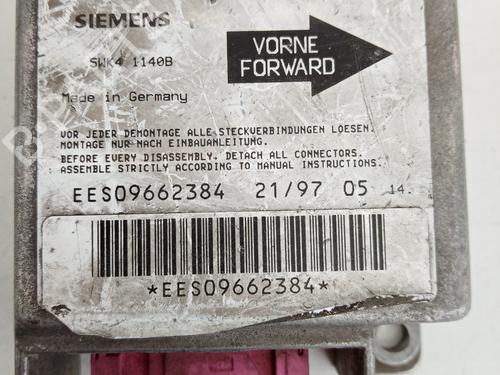 SIEMENS
5WK4 1140B
VORNE
FORWARD
Made in Germany
VOR JEDER DEMONTAGE ALLE STECKVERBINDUNGEN LOESEN.
MONTAGE NUR NACH EINBAUANLEITUNG.
BEFORE EVERY DISASSEMBLY, DETACH ALL CONNECTORS.
ASSEMBLE STRICTLY ACCORDING TO MANUAL INSTRUCTIONS.
EES09662384 21/97 05 14.
*EES09662384*